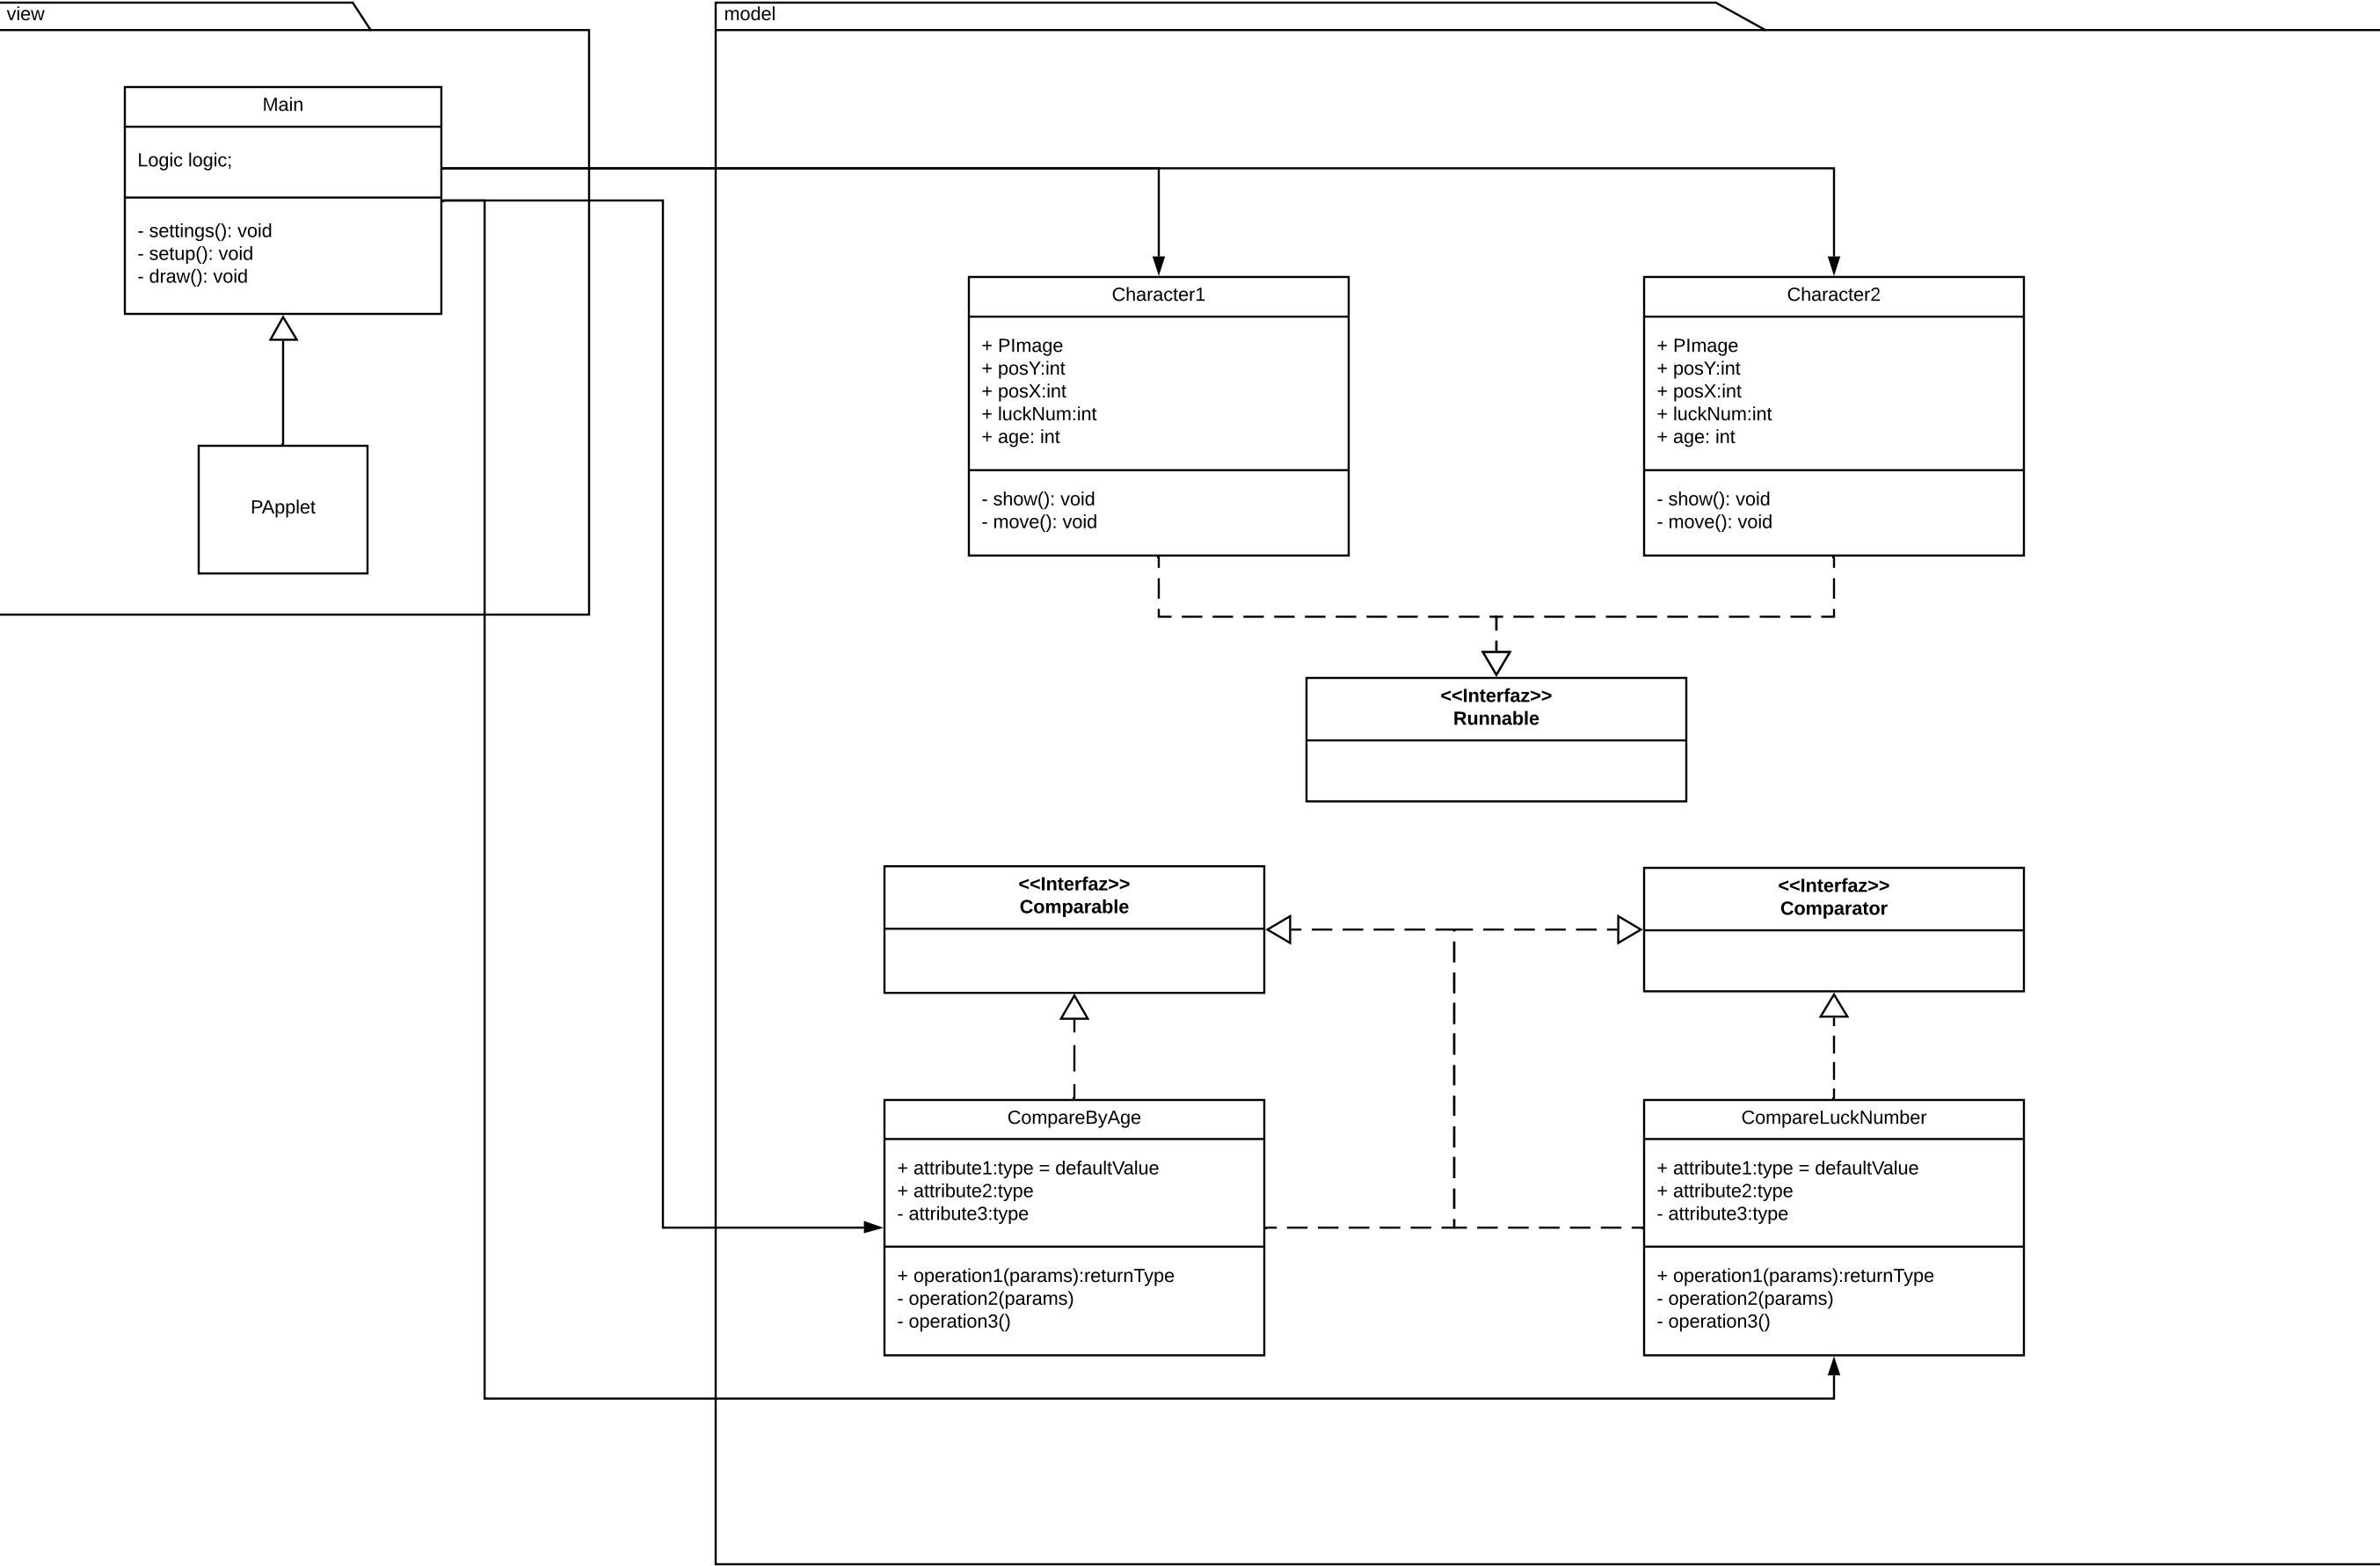 view
model
Main
Logic logic;
- settings(): void
- setup(): void
- draw(): void
PApplet
Character1
+ PImage
+ posY:int
+ posX:int
+ luckNum:int
+ age: int
- show(): void
- move(): void
Character2
+ PImage
+ posY:int
+ posX:int
+ luckNum:int
+ age: int
- show(): void
- move(): void
<<Interfaz>>
Runnable
<<Interfaz>>
Comparable
<<Interfaz>>
Comparator
CompareByAge
+ attribute1:type = defaultValue
+ attribute2:type
- attribute3:type
+ operation1(params):returnType
- operation2(params)
- operation3()
CompareLuckNumber
+ attribute1:type = defaultValue
+ attribute2:type
- attribute3:type
+ operation1(params):returnType
- operation2(params)
- operation3()